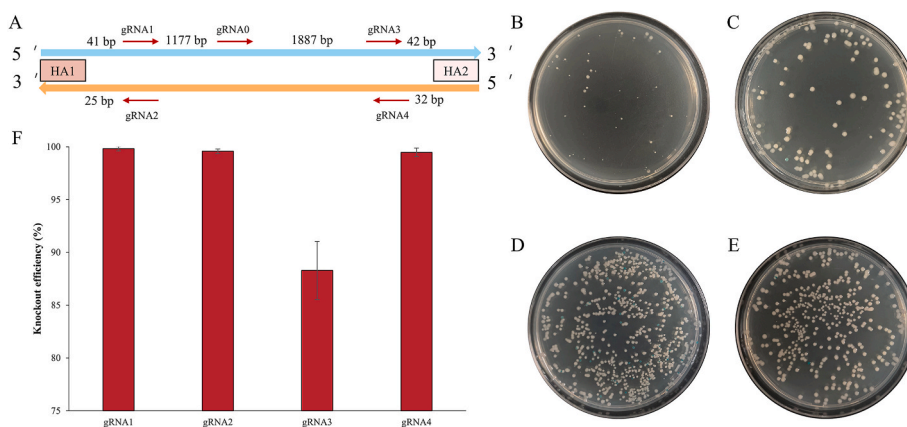 A
B
C
gRNA1
gRNA0
gRNA3
41 bp
1177 bp
1887 bp
42 bp
5 ′
3 ′
HA1
HA2
3 ′
5 ′
25 bp
32 bp
gRNA2
gRNA4
F
D
E
100
95
90
85
80
75
Knockout efficiency (%)
gRNA1
gRNA2
gRNA3
gRNA4